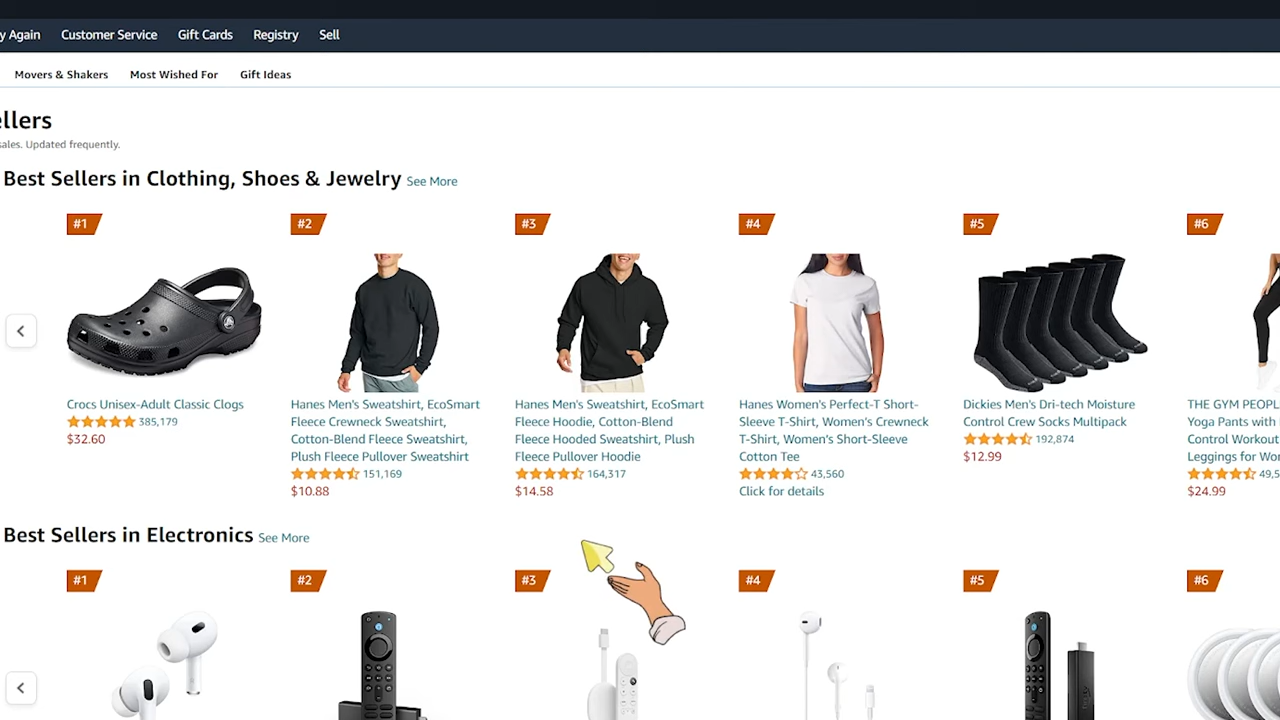 y Again Customer Service Gift Cards Registry Sell
Movers & Shakers Most Wished For Gift Ideas
ellers
sales. Updated frequently.
Best Sellers in Clothing, Shoes & Jewelry See More
#1
#2
#3
#4
#5
#6
Crocs Unisex-Adult Classic Clogs
385,179
$32.60
Hanes Men's Sweatshirt, EcoSmart
Fleece Crewneck Sweatshirt,
Cotton-Blend Fleece Sweatshirt,
Plush Fleece Pullover Sweatshirt
151,169
$10.88
Hanes Men's Sweatshirt, EcoSmart
Fleece Hoodie, Cotton-Blend
Fleece Hooded Sweatshirt, Plush
Fleece Pullover Hoodie
164,317
$14.58
Hanes Women's Perfect-T Short-
Sleeve T-Shirt, Women's Crewneck
T-Shirt, Women's Short-Sleeve
Cotton Tee
43,560
Click for details
Dickies Men's Dri-tech Moisture
Control Crew Socks Multipack
192,874
$12.99
THE GYM PEOPL
Yoga Pants with
Control Workout
Leggings for Wo
49,5
$24.99
Best Sellers in Electronics See More
#1
#2
#3
#4
#5
#6